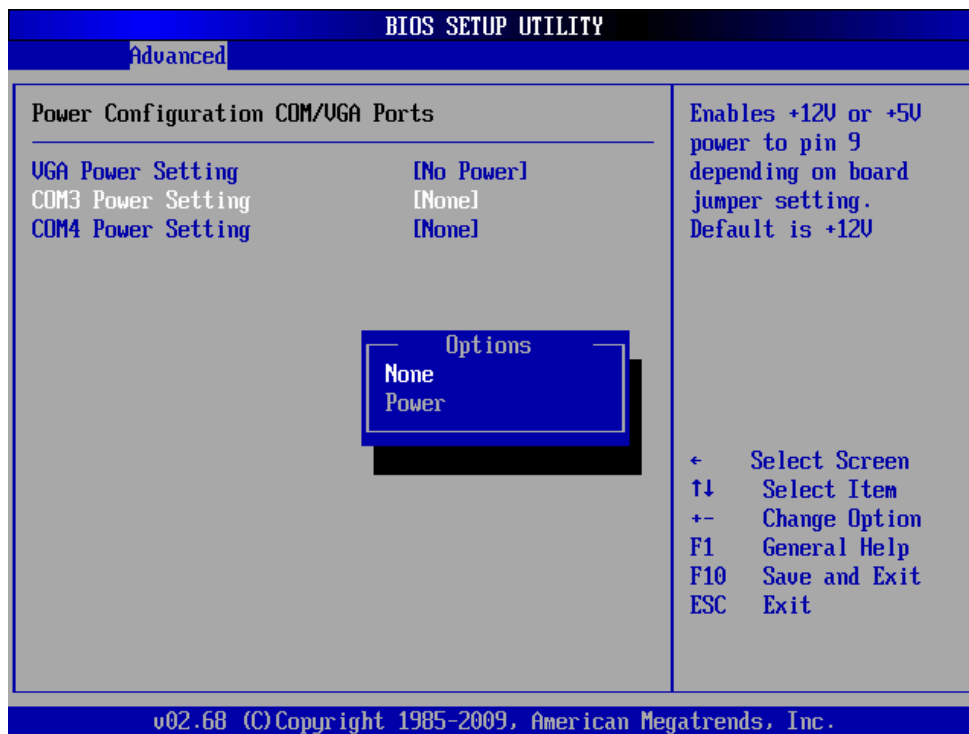 BIOS SETUP UTILITY
Advanced
Power Configuration COM/VGA Ports
VGA Power Setting [No Power]
COM3 Power Setting [None]
COM4 Power Setting [None]
Options
None
Power
Enables +12V or +5V
power to pin 9
depending on board
jumper setting.
Default is +12V
← Select Screen
↑↓ Select Item
+- Change Option
F1 General Help
F10 Save and Exit
ESC Exit
v02.68 (C)Copyright 1985-2009, American Megatrends, Inc.